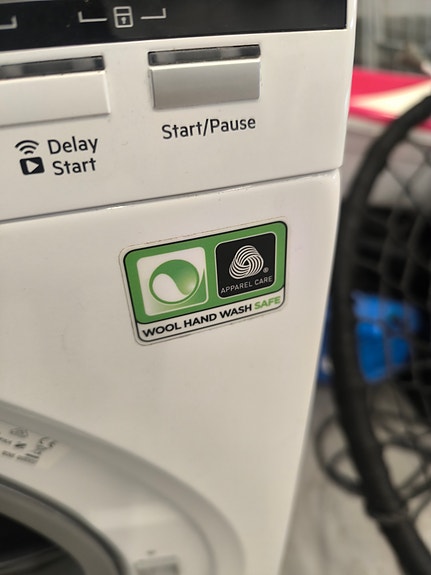 Delay
Start
Start/Pause
®
APPAREL CARE
WOOL HAND WASH SAFE